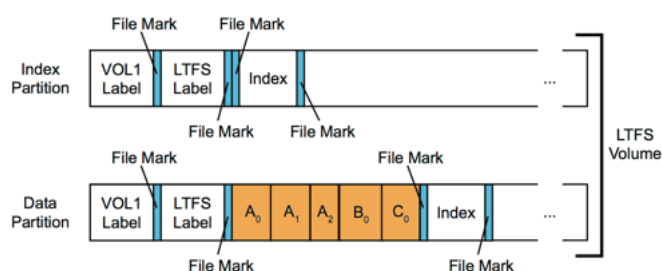 File Mark
File Mark
Index
Partition
VOL1
Label
LTFS
Label
Index
...
File Mark
File Mark
LTFS
Volume
File Mark
File Mark
Data
Partition
VOL1
Label
LTFS
Label
A0
A1
A2
B0
C0
Index
...
File Mark
File Mark